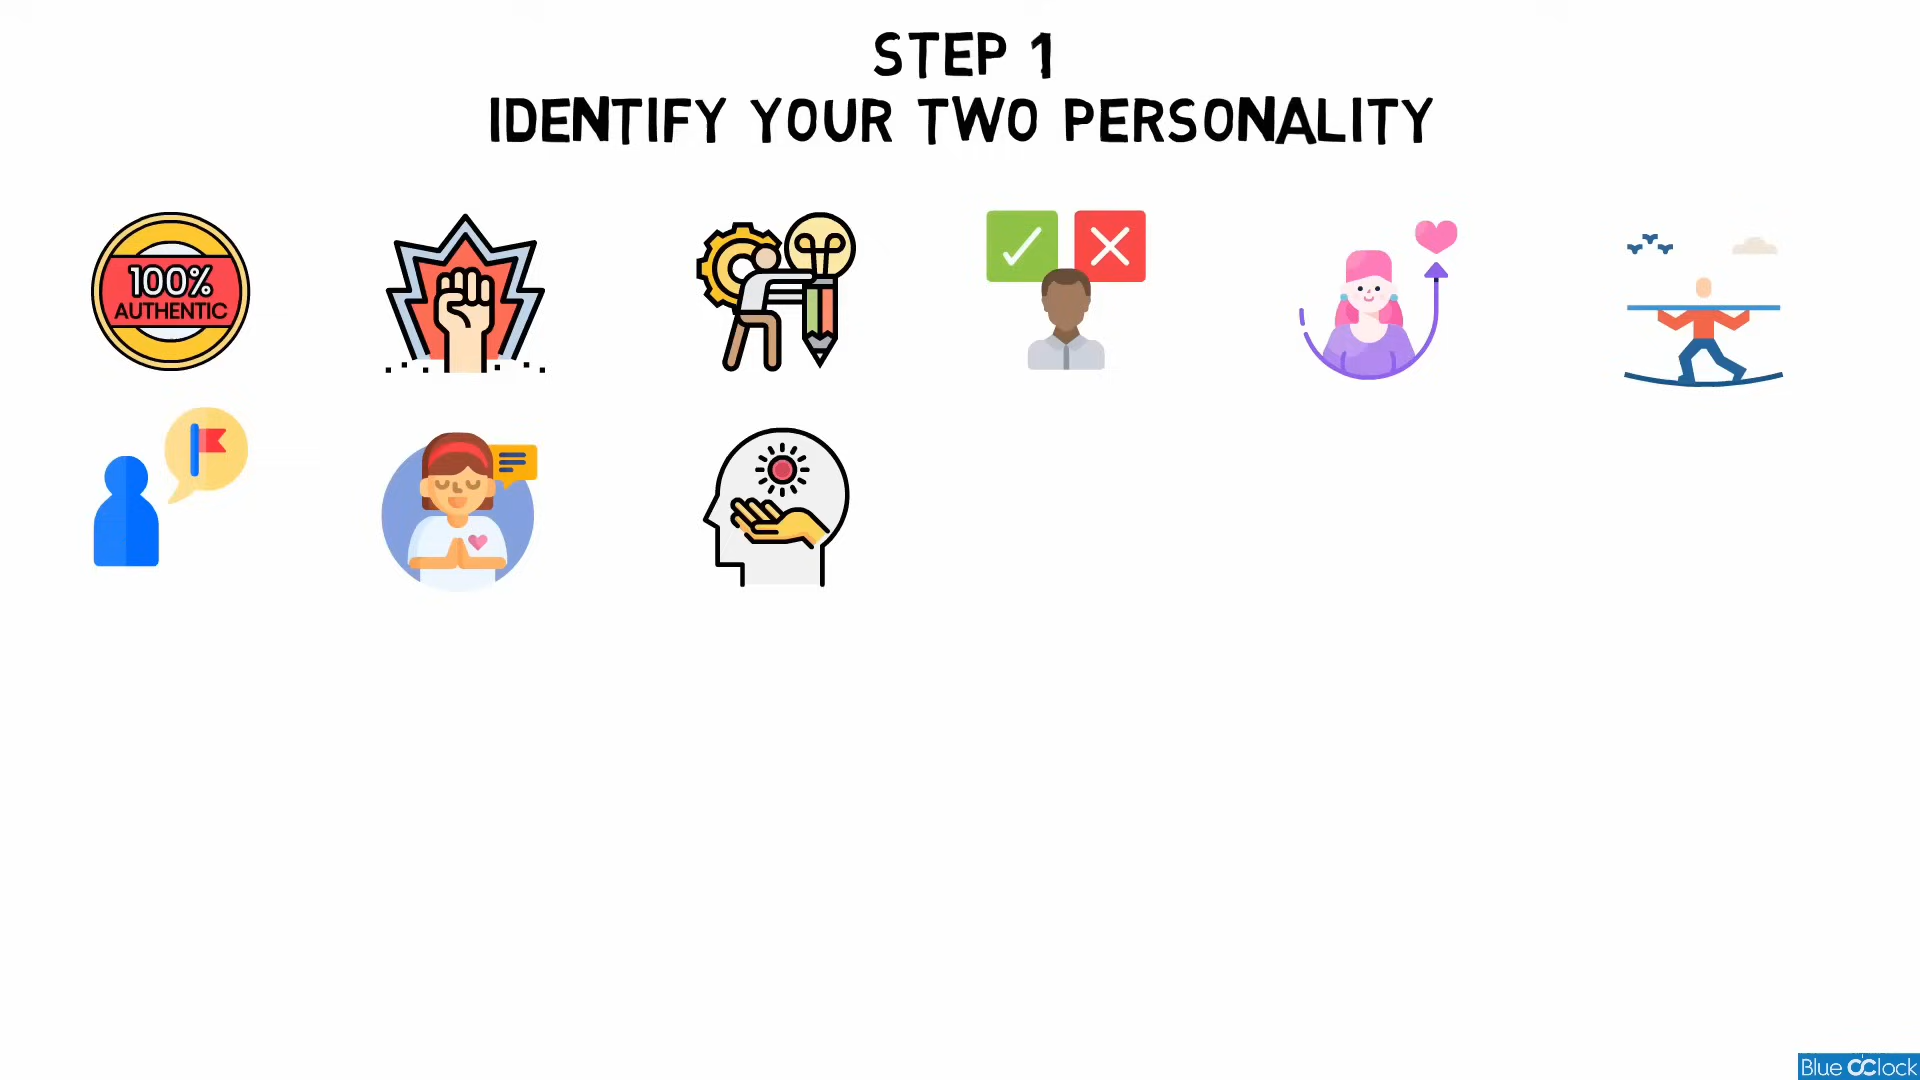 STEP 1
IDENTIFY YOUR TWO PERSONALITY
100%
AUTHENTIC
Blue O'Clock